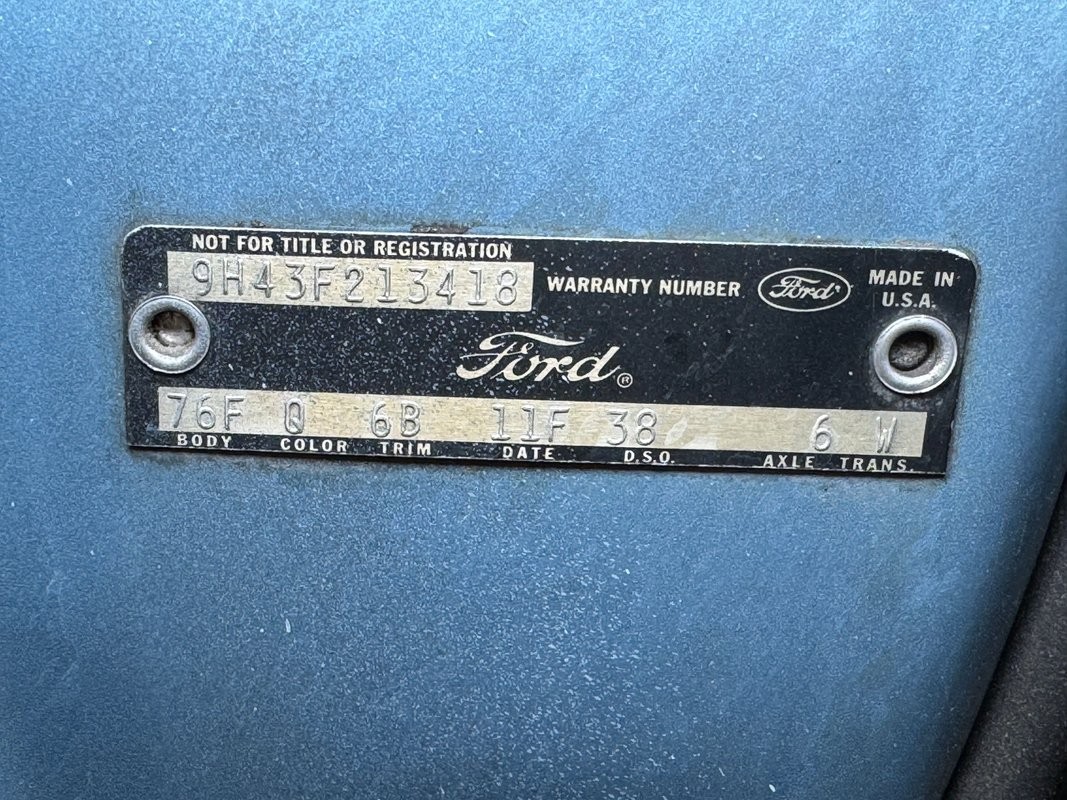 NOT FOR TITLE OR REGISTRATION
9H43F213418 WARRANTY NUMBER Ford MADE IN U.S.A.
Ford®
76F Q 6B 11F 38 6 W
BODY COLOR TRIM DATE D.S.O. AXLE TRANS.